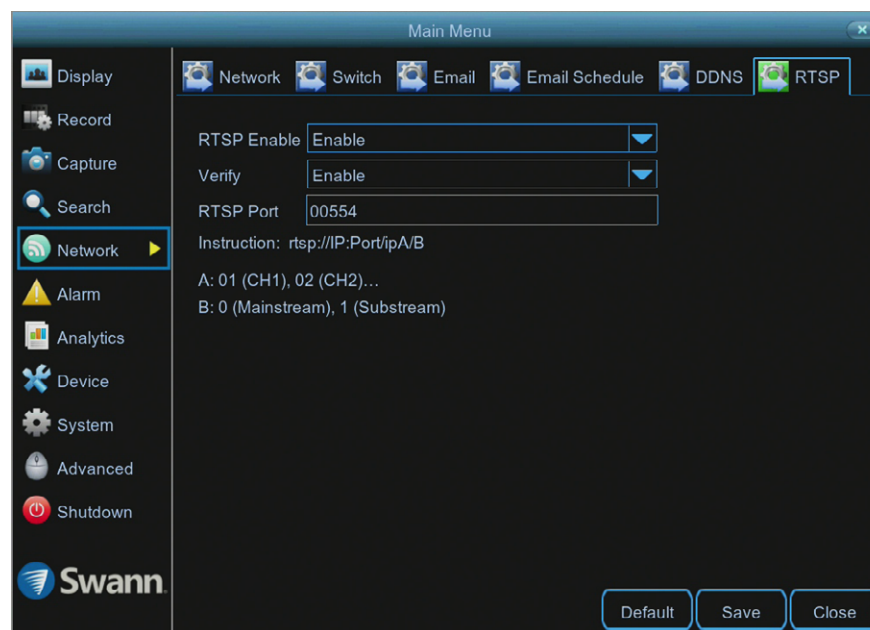 Main Menu
Display
Record
Capture
Search
Network
Alarm
Analytics
Device
System
Advanced
Shutdown
Swann
Network Switch Email Email Schedule DDNS RTSP
RTSP Enable Enable
Verify Enable
RTSP Port 00554
Instruction: rtsp://IP:Port/ipA/B
A: 01 (CH1), 02 (CH2)...
B: 0 (Mainstream), 1 (Substream)
Default Save Close